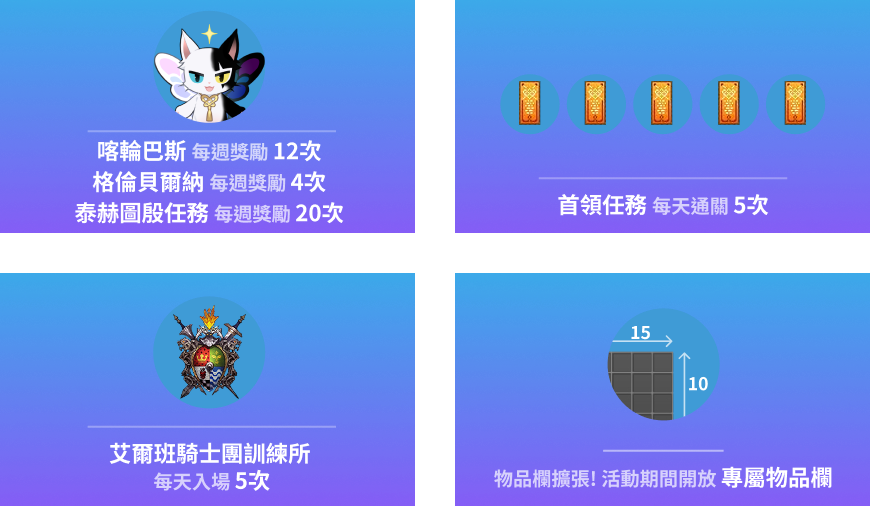 喀輪巴斯 每週獎勵 12次
格倫貝爾納 每週獎勵 4次
泰赫圖殷任務 每週獎勵 20次
首領任務 每天通關 5次
艾爾班騎士團訓練所
每天入場 5次
15
10
物品欄擴張! 活動期間開放 專屬物品欄